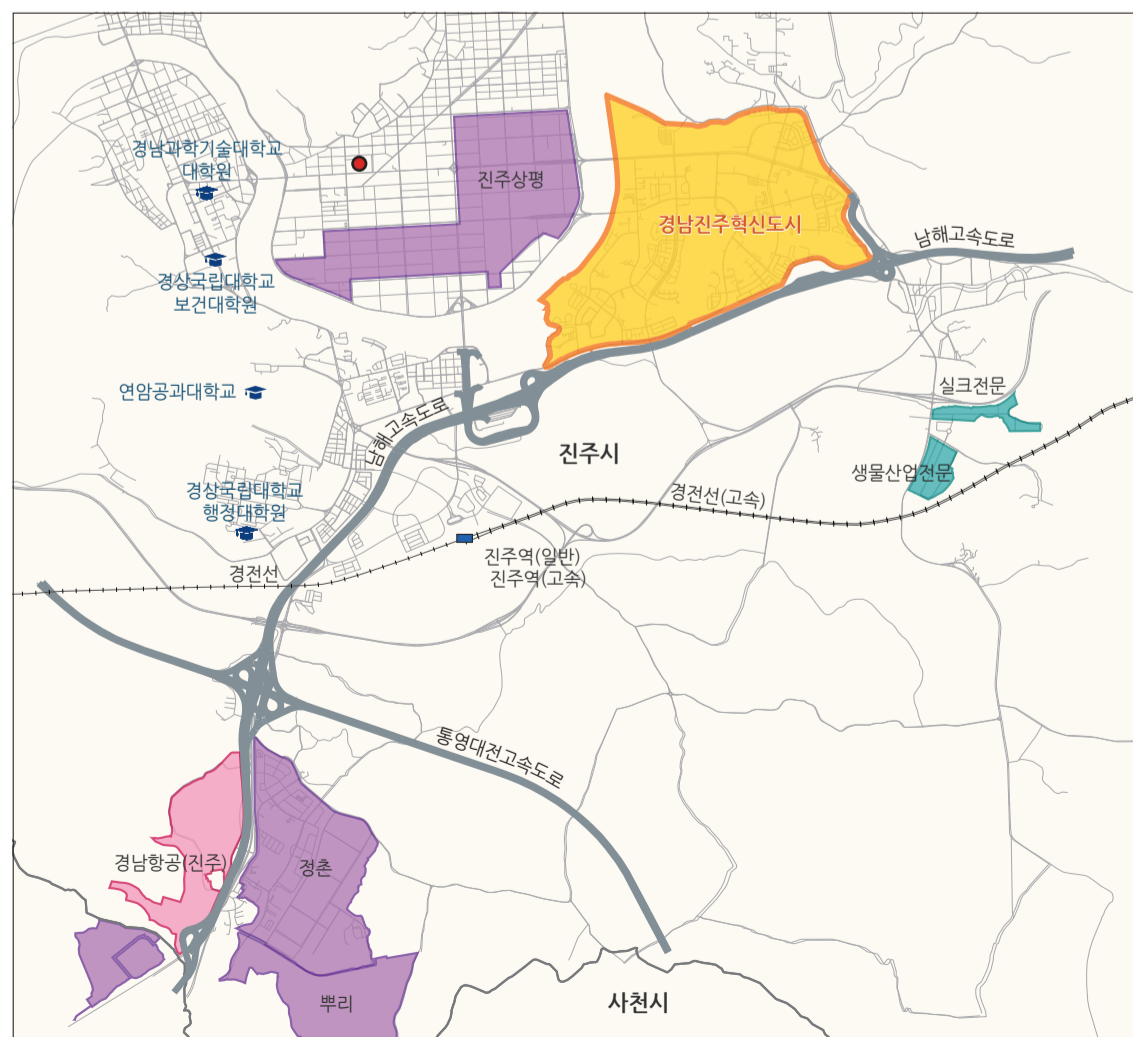 경남과학기술대학교
대학원
진주상평
경남진주혁신도시
남해고속도로
경상국립대학교
보건대학원
연암공과대학교
실크전문
남해고속도로
진주시
생물산업전문
경상국립대학교
행정대학원
경전선(고속)
진주역(일반)
진주역(고속)
경전선
통영대전고속도로
경남항공(진주)
정촌
뿌리
사천시